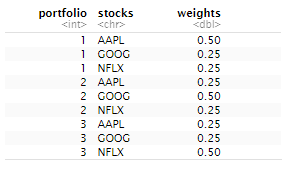 portfolio stocks weights
<int> <chr> <dbl>
1 AAPL 0.50
1 GOOG 0.25
1 NFLX 0.25
2 AAPL 0.25
2 GOOG 0.50
2 NFLX 0.25
3 AAPL 0.25
3 GOOG 0.25
3 NFLX 0.50